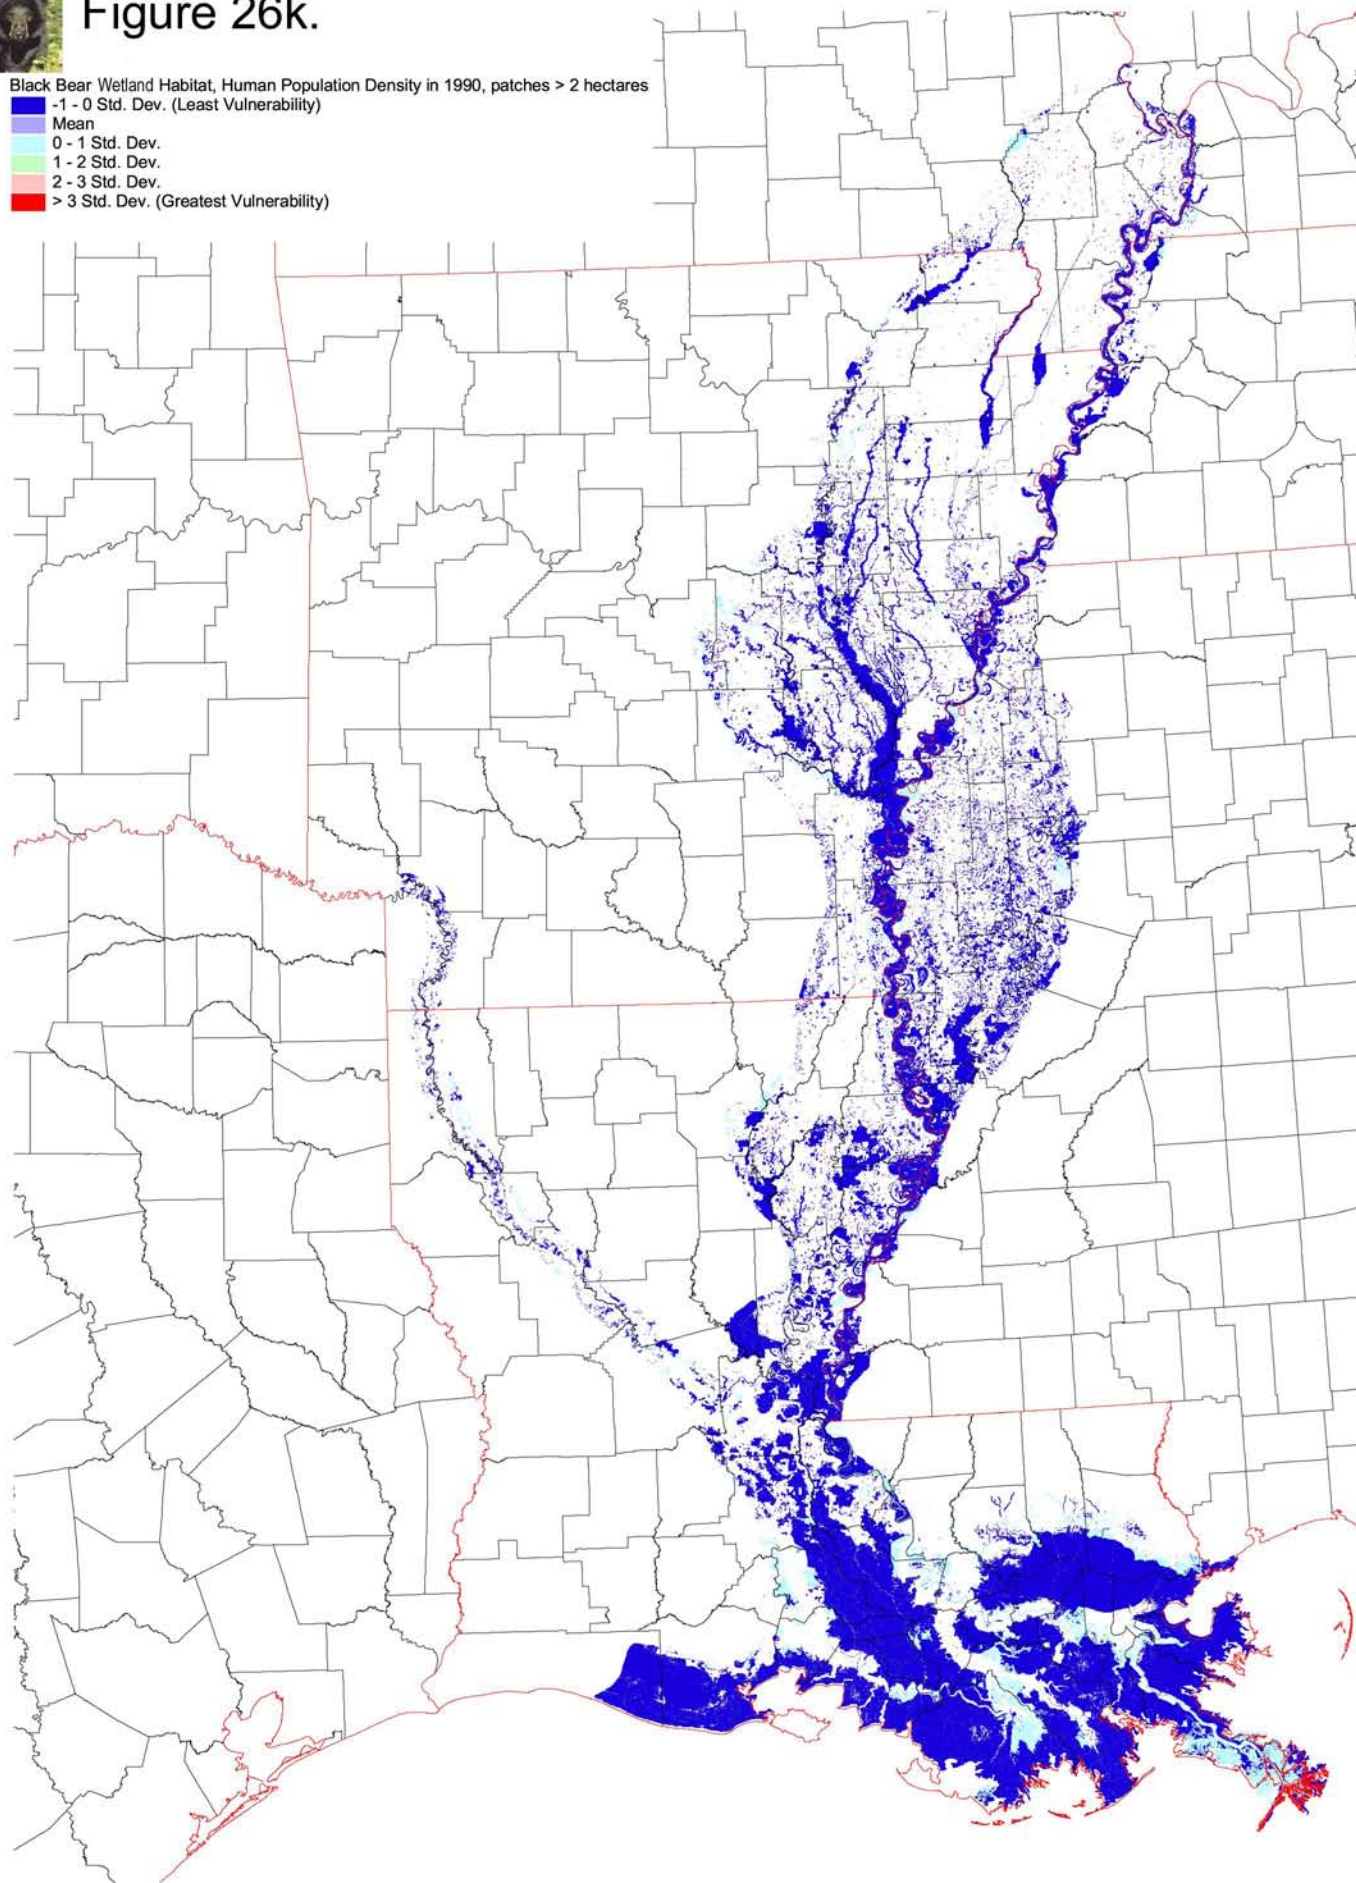 Figure 26k.
Black Bear Wetland Habitat, Human Population Density in 1990, patches > 2 hectares
-1 - 0 Std. Dev. (Least Vulnerability)
Mean
0 - 1 Std. Dev.
1 - 2 Std. Dev.
2 - 3 Std. Dev.
> 3 Std. Dev. (Greatest Vulnerability)